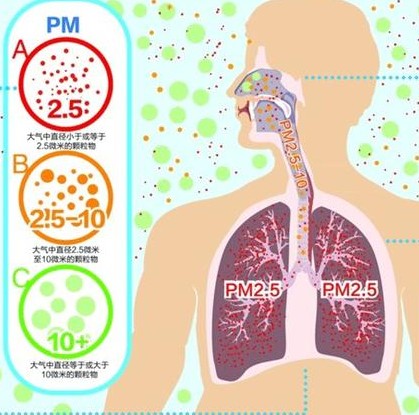 PM
A
2.5
大气中直径小于或等于
2.5微米的颗粒物
B
2.5-10
大气中直径2.5微米
至10微米的颗粒物
C
10+
大气中直径等于或大于
10微米的颗粒物
PM2.5-10
PM2.5 PM2.5